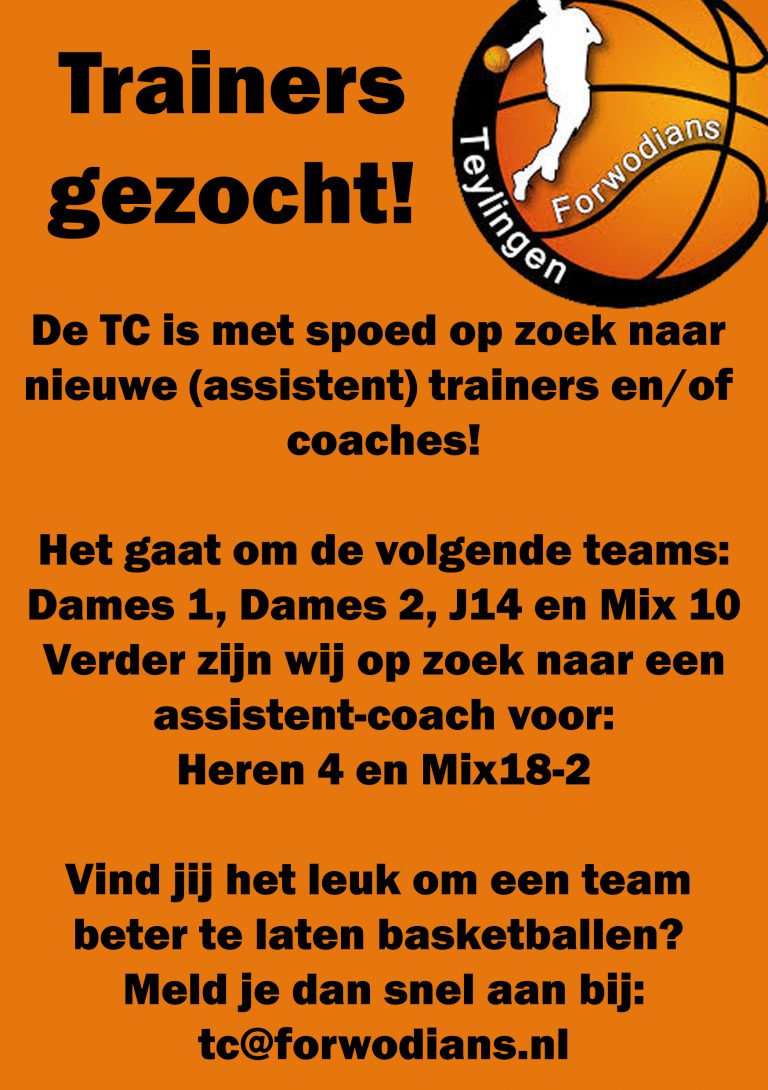 Trainers
gezocht!
Teylingen
Forwodians
De TC is met spoed op zoek naar
nieuwe (assistent) trainers en/of
coaches!
Het gaat om de volgende teams:
Dames 1, Dames 2, J14 en Mix 10
Verder zijn wij op zoek naar een
assistent-coach voor:
Heren 4 en Mix18-2
Vind jij het leuk om een team
beter te laten basketballen?
Meld je dan snel aan bij:
tc@forwodians.nl